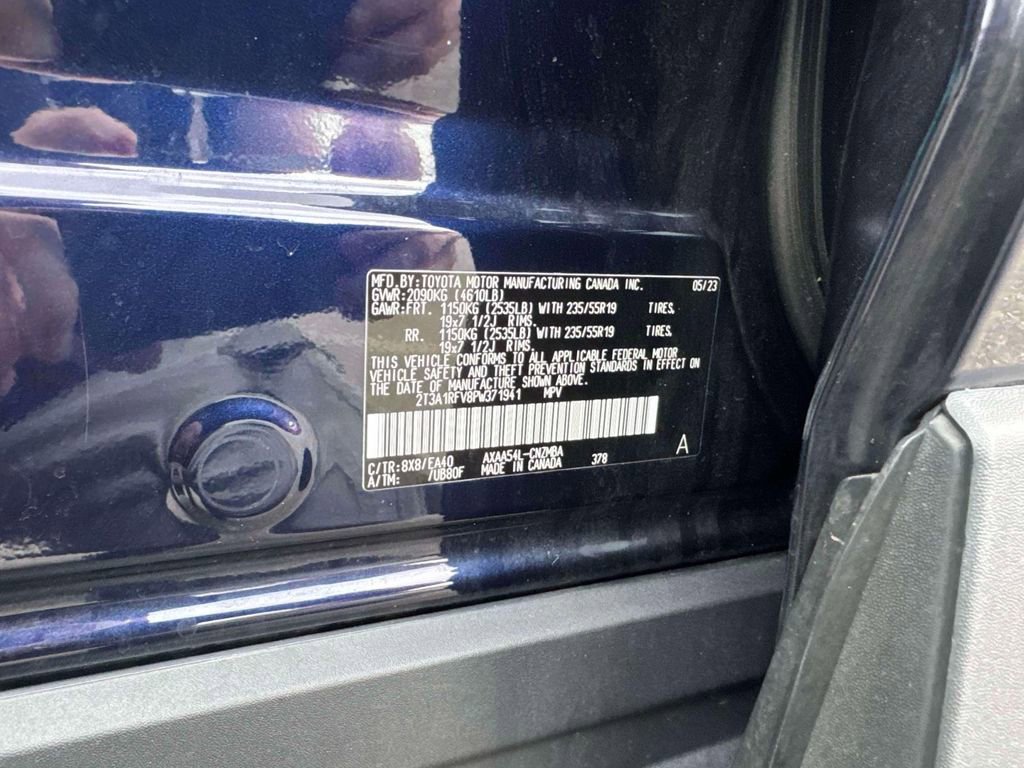 MFD.BY:TOYOTA MOTOR MANUFACTURING CANADA INC. 05/23
GVWR:2090KG (4610LB)
GAWR:FRT. 1150KG (2535LB) WITH 235/55R19 TIRES,
19x7 1/2J RIMS,
RR. 1150KG (2535LB) WITH 235/55R19 TIRES,
19x7 1/2J RIMS,
THIS VEHICLE CONFORMS TO ALL APPLICABLE FEDERAL MOTOR
VEHICLE SAFETY AND THEFT PREVENTION STANDARDS IN EFFECT ON
THE DATE OF MANUFACTURE SHOWN ABOVE.
2T3A1RFV8PW371941 MPV
C/TR:8X8/EA40 AXAA54L-CNZMBA 378 A
A/TM: /UB80F MADE IN CANADA